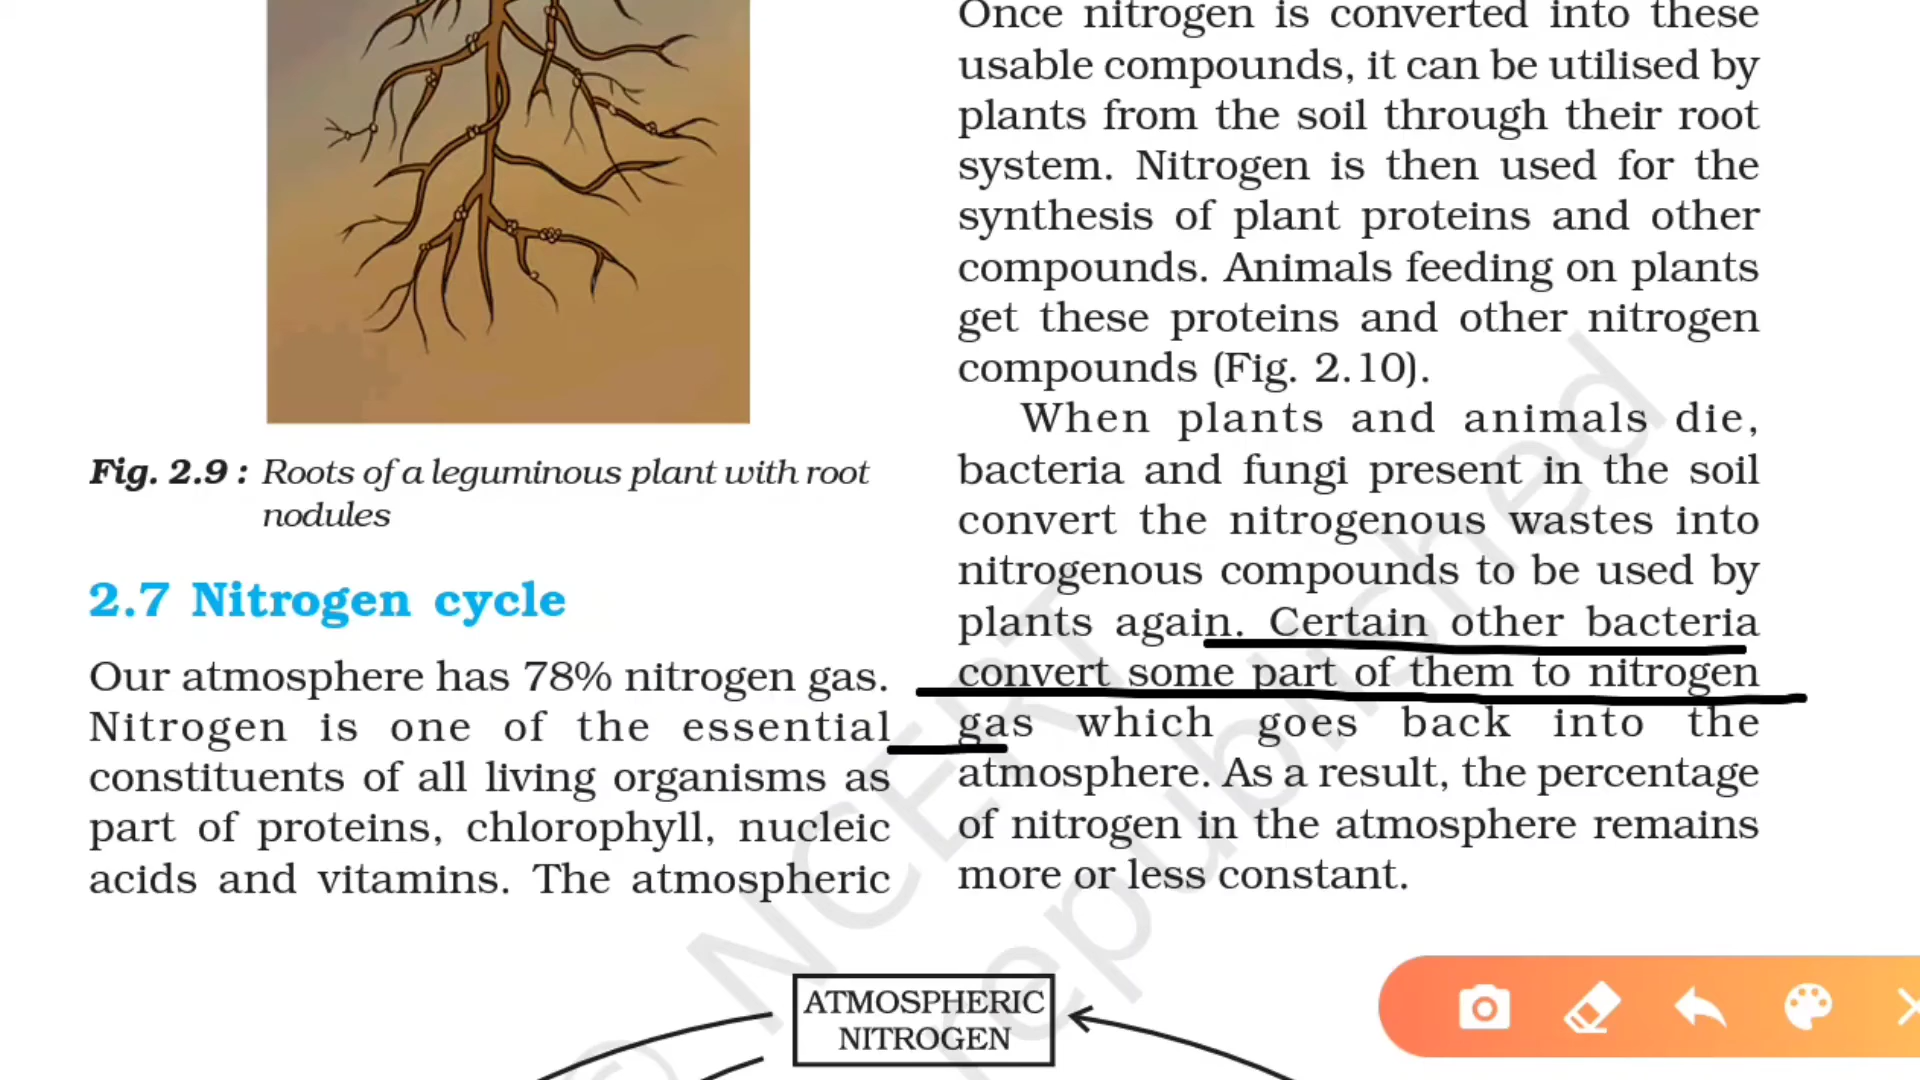 Fig. 2.9 : Roots of a leguminous plant with root
nodules
2.7 Nitrogen cycle
Our atmosphere has 78% nitrogen gas.
Nitrogen is one of the essential
constituents of all living organisms as
part of proteins, chlorophyll, nucleic
acids and vitamins. The atmospheric
Once nitrogen is converted into these
usable compounds, it can be utilised by
plants from the soil through their root
system. Nitrogen is then used for the
synthesis of plant proteins and other
compounds. Animals feeding on plants
get these proteins and other nitrogen
compounds (Fig. 2.10).
When plants and animals die,
bacteria and fungi present in the soil
convert the nitrogenous wastes into
nitrogenous compounds to be used by
plants again. Certain other bacteria
convert some part of them to nitrogen
gas which goes back into the
atmosphere. As a result, the percentage
of nitrogen in the atmosphere remains
more or less constant.
ATMOSPHERIC
NITROGEN
© NCERT
republished